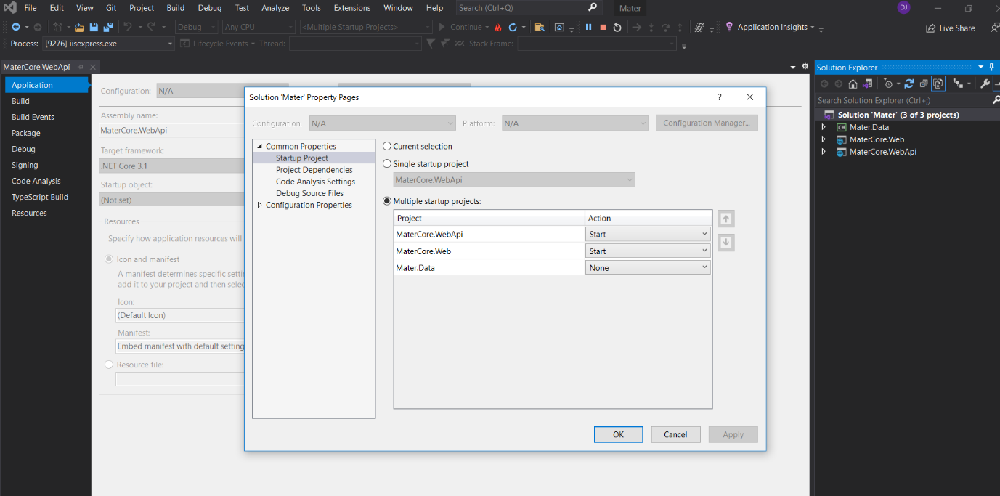 File Edit View Git Project Build Debug Test Analyze Tools Extensions Window Help Search (Ctrl+Q) Mater DJ
Debug Any CPU <Multiple Startup Projects> Continue Application Insights Live Share
Process: [9276] iisexpress.exe Lifecycle Events Thread: Stack Frame:
MaterCore.WebApi
Application
Build
Build Events
Package
Debug
Signing
Code Analysis
TypeScript Build
Resources
Configuration: N/A
Assembly name:
MaterCore.WebApi
Target framework:
.NET Core 3.1
Startup object:
(Not set)
Resources
Specify how application resources will
Icon and manifest
A manifest determines specific setti
add it to your project and then selec
Icon:
(Default Icon)
Manifest:
Embed manifest with default setting
Resource file:
Solution 'Mater' Property Pages ?
Configuration: N/A Platform: N/A Configuration Manager...
Common Properties
Startup Project
Project Dependencies
Code Analysis Settings
Debug Source Files
Configuration Properties
Current selection
Single startup project
MaterCore.WebApi
Multiple startup projects:
Project Action
MaterCore.WebApi Start
MaterCore.Web Start
Mater.Data None
OK Cancel Apply
Solution Explorer
Search Solution Explorer (Ctrl+;)
Solution 'Mater' (3 of 3 projects)
Mater.Data
MaterCore.Web
MaterCore.WebApi